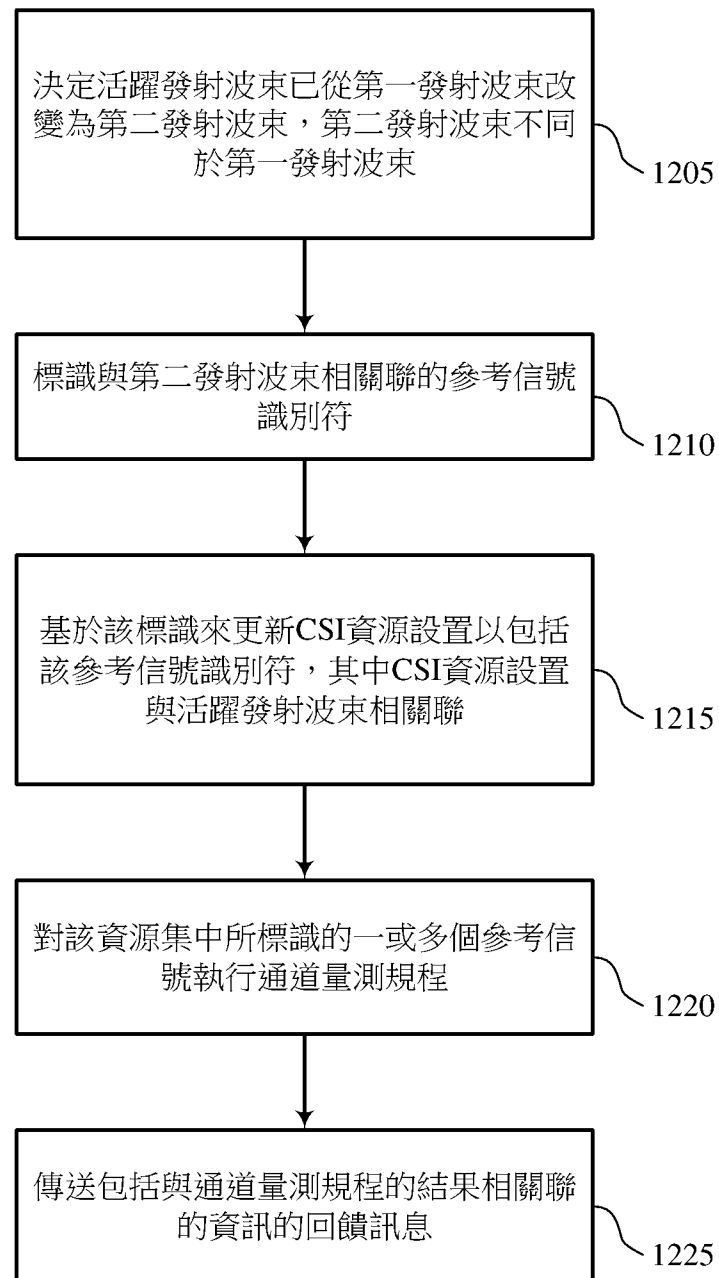 決定活躍發射波束已從第一發射波束改
變為第二發射波束，第二發射波束不同
於第一發射波束
1205
標識與第二發射波束相關聯的參考信號
識別符
1210
基於該標識來更新CSI資源設置以包括
該參考信號識別符，其中CSI資源設置
與活躍發射波束相關聯
1215
對該資源集中所標識的一或多個參考信
號執行通道量測規程
1220
傳送包括與通道量測規程的結果相關聯
的資訊的回饋訊息
1225